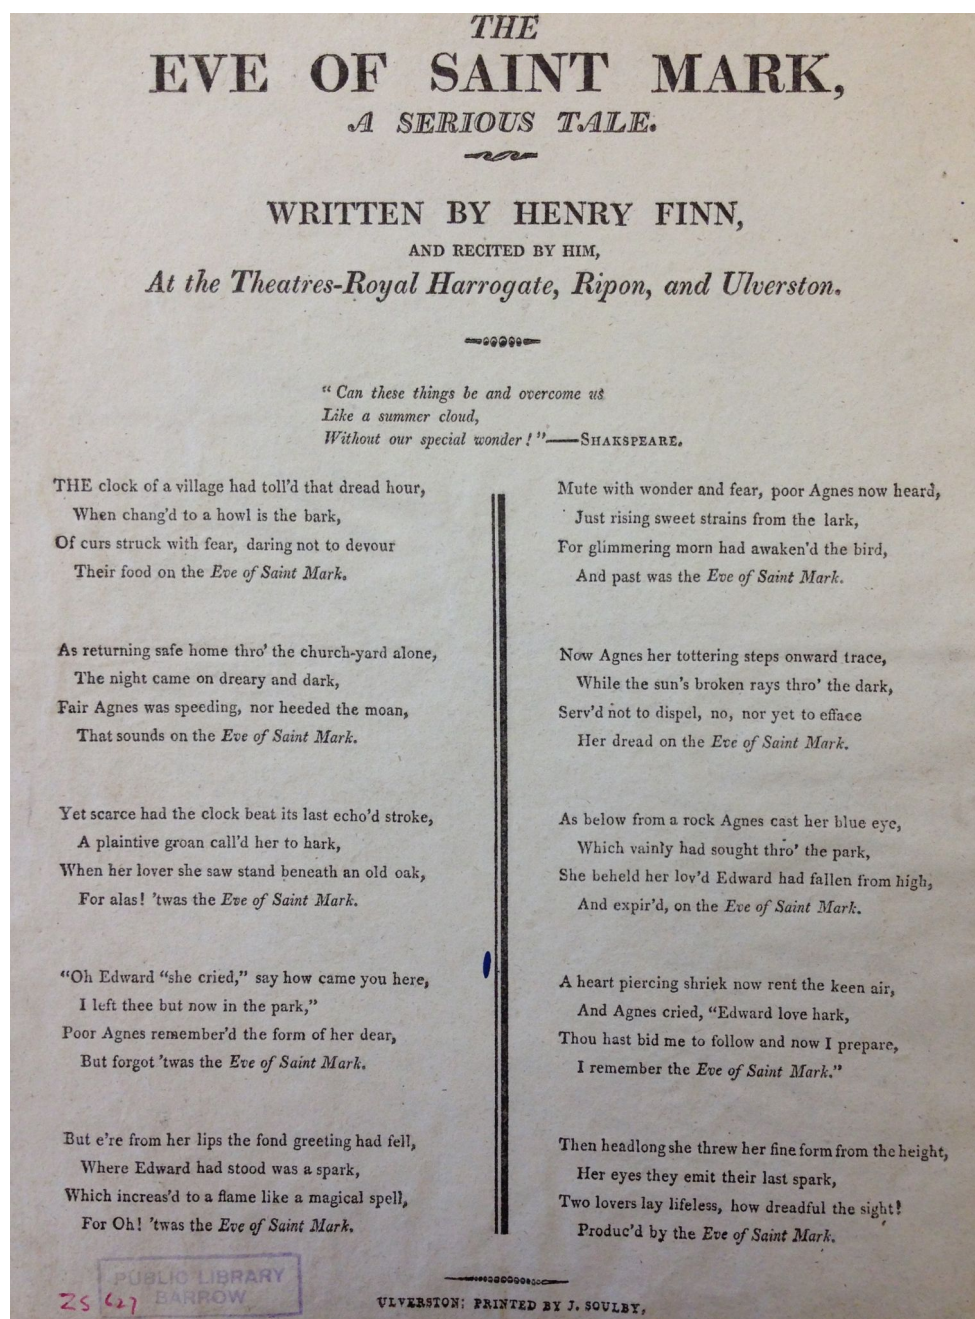 THE
EVE OF SAINT MARK,
A SERIOUS TALE.
WRITTEN BY HENRY FINN,
AND RECITED BY HIM,
At the Theatres-Royal Harrogate, Ripon, and Ulverston.
“ Can these things be and overcome us
Like a summer cloud,
Without our special wonder ! ”——SHAKSPEARE.
THE clock of a village had toll'd that dread hour,
When chang'd to a howl is the bark,
Of curs struck with fear, daring not to devour
Their food on the Eve of Saint Mark.
As returning safe home thro' the church-yard alone,
The night came on dreary and dark,
Fair Agnes was speeding, nor heeded the moan,
That sounds on the Eve of Saint Mark.
Yet scarce had the clock beat its last echo'd stroke,
A plaintive groan call'd her to hark,
When her lover she saw stand beneath an old oak,
For alas! 'twas the Eve of Saint Mark.
“Oh Edward “she cried,” say how came you here,
I left thee but now in the park,”
Poor Agnes remember'd the form of her dear,
But forgot 'twas the Eve of Saint Mark.
But e're from her lips the fond greeting had fell,
Where Edward had stood was a spark,
Which increas'd to a flame like a magical spell,
For Oh! 'twas the Eve of Saint Mark.
Mute with wonder and fear, poor Agnes now heard,
Just rising sweet strains from the lark,
For glimmering morn had awaken'd the bird,
And past was the Eve of Saint Mark.
Now Agnes her tottering steps onward trace,
While the sun's broken rays thro' the dark,
Serv'd not to dispel, no, nor yet to efface
Her dread on the Eve of Saint Mark.
As below from a rock Agnes cast her blue eye,
Which vainly had sought thro' the park,
She beheld her lov'd Edward had fallen from high,
And expir'd, on the Eve of Saint Mark.
A heart piercing shriek now rent the keen air,
And Agnes cried, “Edward love hark,
Thou hast bid me to follow and now I prepare,
I remember the Eve of Saint Mark.”
Then headlong she threw her fine form from the height,
Her eyes they emit their last spark,
Two lovers lay lifeless, how dreadful the sight!
Produc'd by the Eve of Saint Mark.
PUBLIC LIBRARY
BARROW
ZS 627
ULVERSTON: PRINTED BY J. SOULBY,